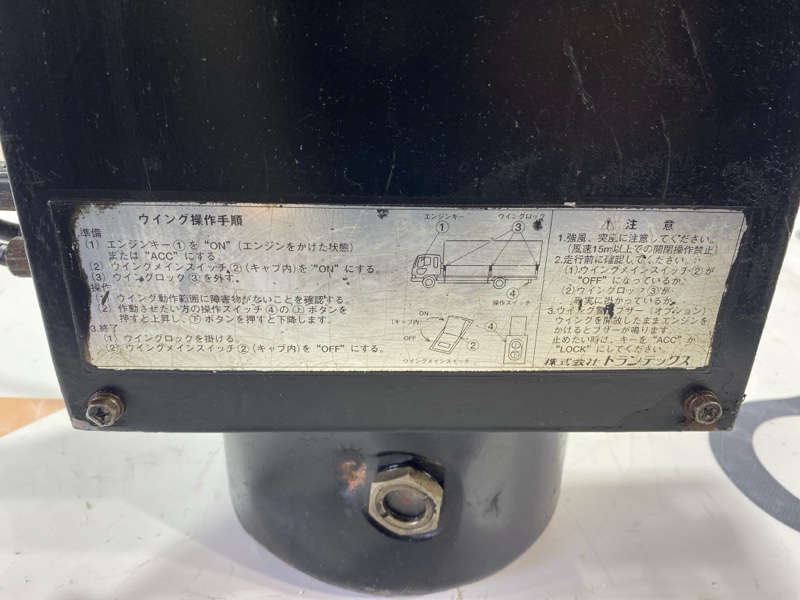 ウイング操作手順
準備
(1) エンジンキー①を"ON"(エンジンをかけた状態)
または"ACC"にする
(2) ウイングメインスイッチ②(キャブ内)を"ON"にする。
(3) ウイングロック③を外す。
操作
(1) ウイング動作範囲に障害物がないことを確認する。
(2) 作動させたい方の操作スイッチ④の㊤ボタンを
押すと上昇し、㊦ボタンを押すと下降します。
3.終了
(1) ウイングロックを掛ける。
(2) ウイングメインスイッチ②(キャブ内)を"OFF"にする。
エンジンキー
①
ウイングロック
③
④
操作スイッチ
ON
(キャブ内)
OFF
②
④
ウイングメインスイッチ
⚠ 注 意
1.強風、突風に注意してください。
(風速15m以上での開閉操作禁止)
2.走行前に確認してください。
(1)ウイングメインスイッチ②が
"OFF"になっているか。
(2)ウイングロック③が
確実に掛かっているか。
3.ウイング警報ブザー(オプション)
ウイングを開放したままエンジンを
かけるとブザーが鳴ります。
止めたい時は、キーを"ACC"か
"LOCK"にしてください。
株式会社トランテックス